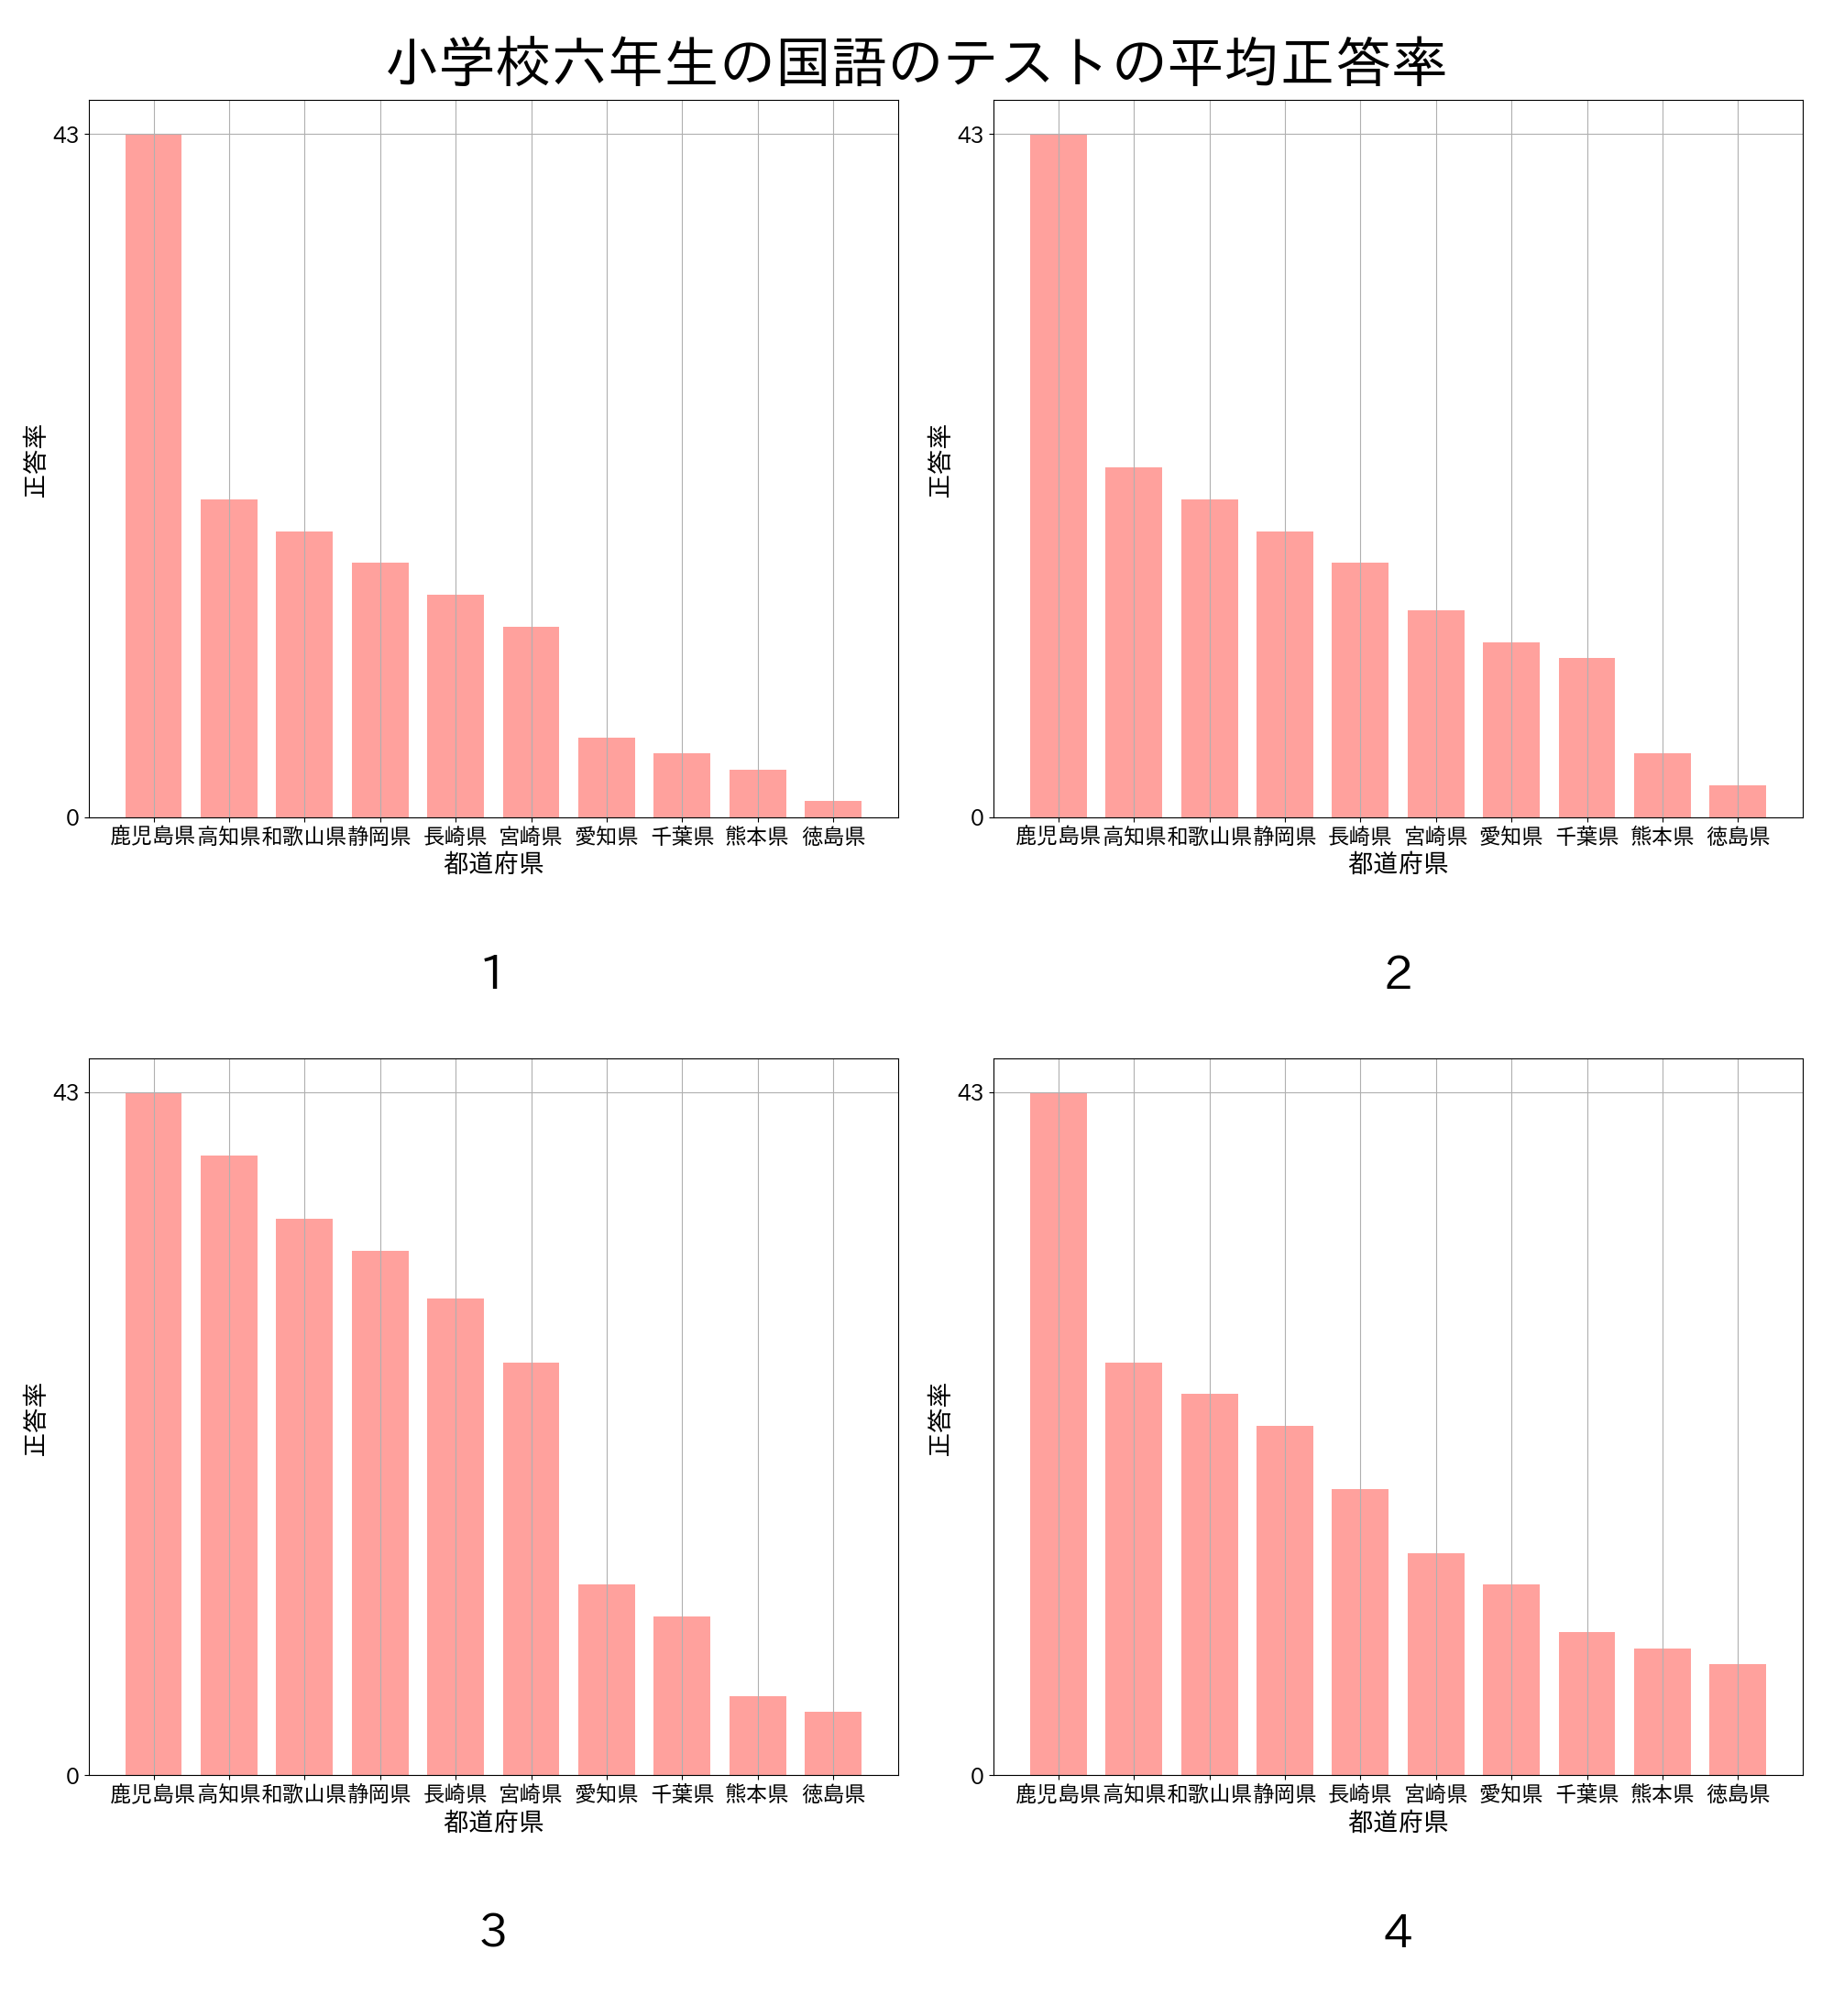 小学校六年生の国語のテストの平均正答率
43
0
正答率
鹿児島県 高知県 和歌山県 静岡県 長崎県 宮崎県 愛知県 千葉県 熊本県 徳島県
都道府県
1
43
0
正答率
鹿児島県 高知県 和歌山県 静岡県 長崎県 宮崎県 愛知県 千葉県 熊本県 徳島県
都道府県
2
43
0
正答率
鹿児島県 高知県 和歌山県 静岡県 長崎県 宮崎県 愛知県 千葉県 熊本県 徳島県
都道府県
3
43
0
正答率
鹿児島県 高知県 和歌山県 静岡県 長崎県 宮崎県 愛知県 千葉県 熊本県 徳島県
都道府県
4